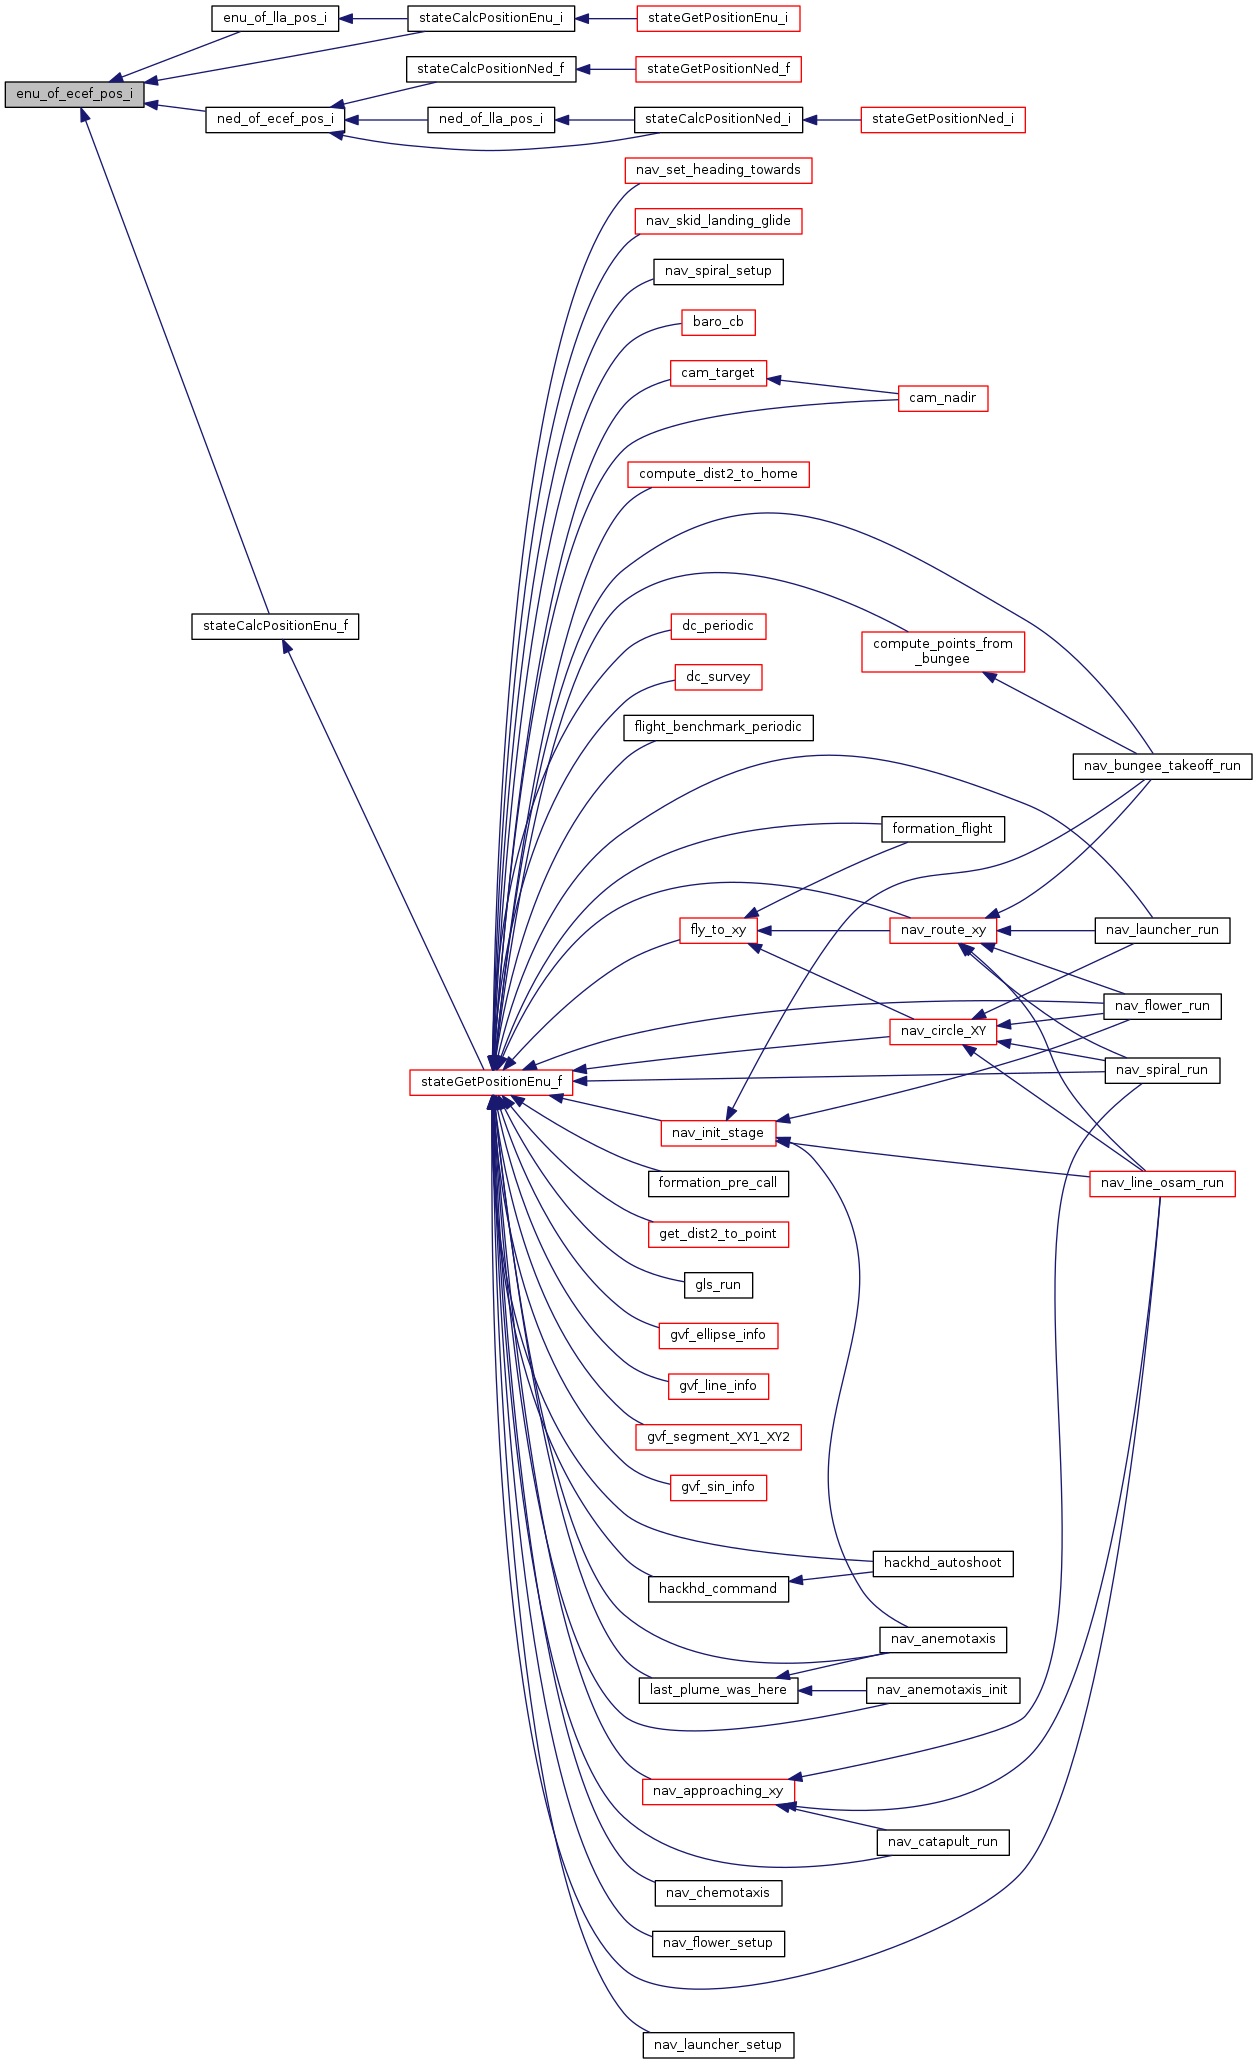 enu_of_lla_pos_i
stateCalcPositionEnu_i
stateGetPositionEnu_i
stateCalcPositionNed_f
stateGetPositionNed_f
enu_of_ecef_pos_i
ned_of_ecef_pos_i
ned_of_lla_pos_i
stateCalcPositionNed_i
stateGetPositionNed_i
nav_set_heading_towards
nav_skid_landing_glide
nav_spiral_setup
baro_cb
cam_target
cam_nadir
compute_dist2_to_home
stateCalcPositionEnu_f
dc_periodic
compute_points_from
_bungee
dc_survey
flight_benchmark_periodic
nav_bungee_takeoff_run
formation_flight
fly_to_xy
nav_route_xy
nav_launcher_run
nav_flower_run
nav_circle_XY
nav_spiral_run
stateGetPositionEnu_f
nav_init_stage
formation_pre_call
nav_line_osam_run
get_dist2_to_point
gls_run
gvf_ellipse_info
gvf_line_info
gvf_segment_XY1_XY2
gvf_sin_info
hackhd_autoshoot
hackhd_command
nav_anemotaxis
last_plume_was_here
nav_anemotaxis_init
nav_approaching_xy
nav_catapult_run
nav_chemotaxis
nav_flower_setup
nav_launcher_setup